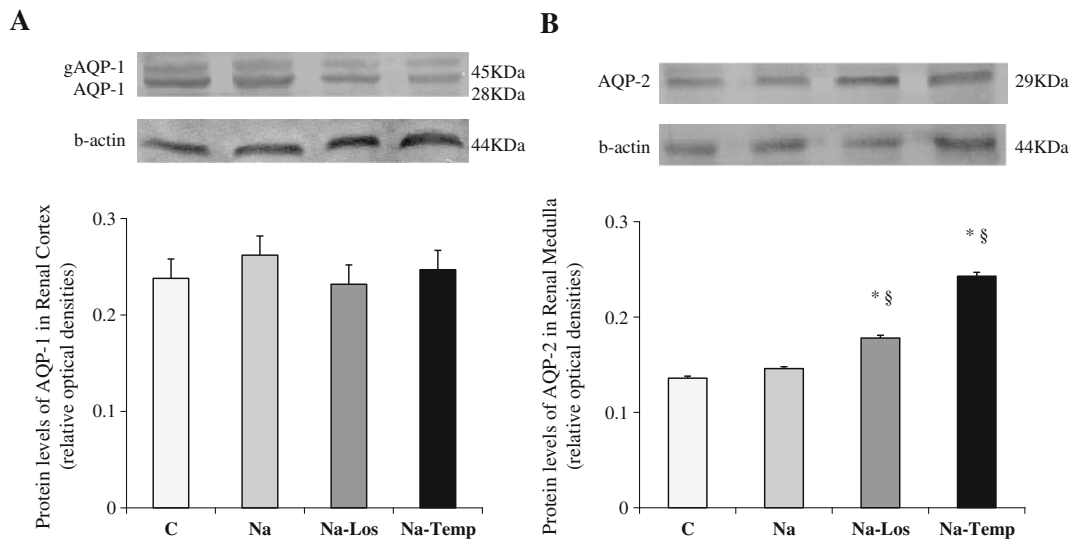 A
gAQP-1
AQP-1
45KDa
28KDa
b-actin
44KDa
Protein levels of AQP-1 in Renal Cortex
(relative optical densities)
0.3
0.2
0.1
0
C
Na
Na-Los
Na-Temp
B
AQP-2
29KDa
b-actin
44KDa
Protein levels of AQP-2 in Renal Medulla
(relative optical densities)
0.3
0.2
0.1
0
* §
* §
C
Na
Na-Los
Na-Temp